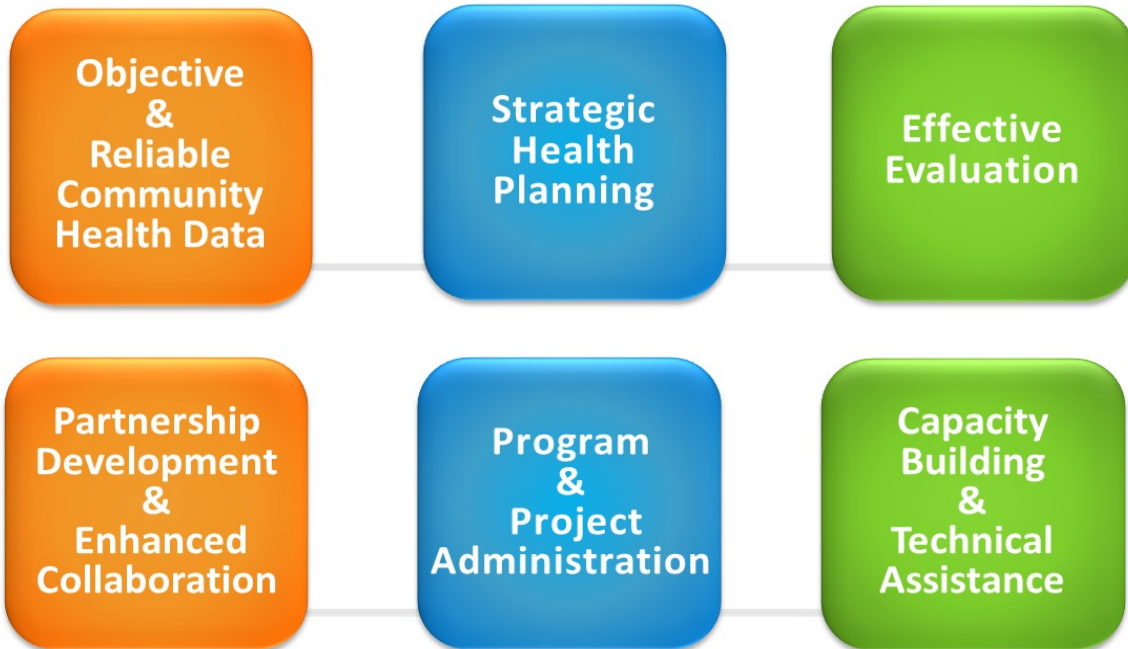 Objective
&
Reliable
Community
Health Data
Strategic
Health
Planning
Effective
Evaluation
Partnership
Development
&
Enhanced
Collaboration
Program
&
Project
Administration
Capacity
Building
&
Technical
Assistance